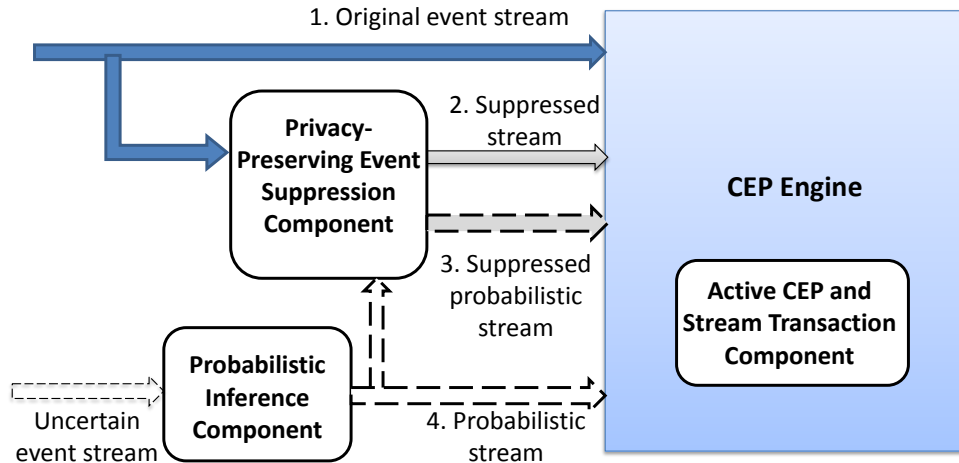 1. Original event stream
Privacy-
Preserving Event
Suppression
Component
2. Suppressed
stream
CEP Engine
3. Suppressed
probabilistic
stream
Active CEP and
Stream Transaction
Component
Probabilistic
Inference
Component
Uncertain
event stream
4. Probabilistic
stream